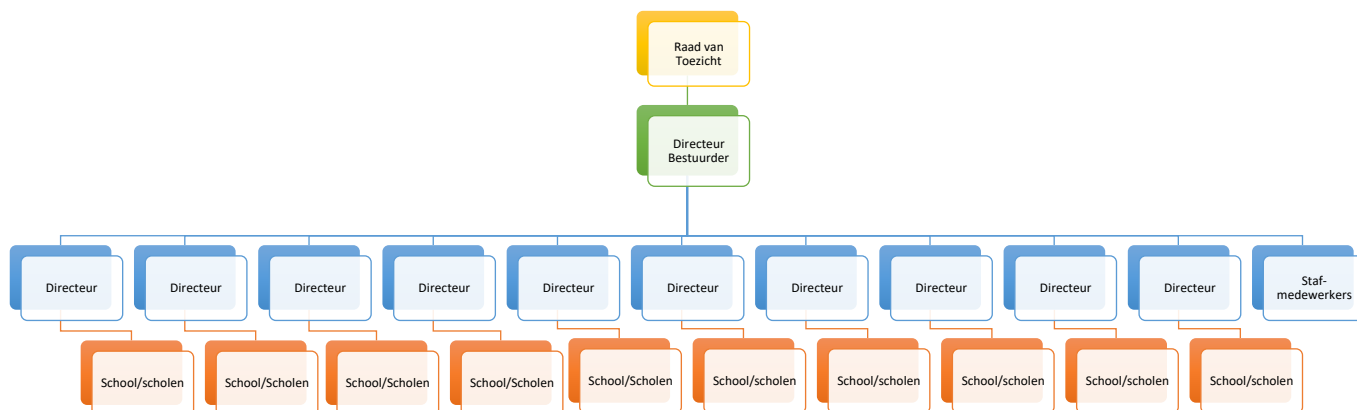 Raad van
Toezicht
Directeur
Bestuurder
Directeur
Directeur
Directeur
Directeur
Directeur
Directeur
Directeur
Directeur
Directeur
Directeur
Staf-
medewerkers
School/scholen
School/Scholen
School/Scholen
School/Scholen
School/Scholen
School/Scholen
School/scholen
School/scholen
School/scholen
School/scholen